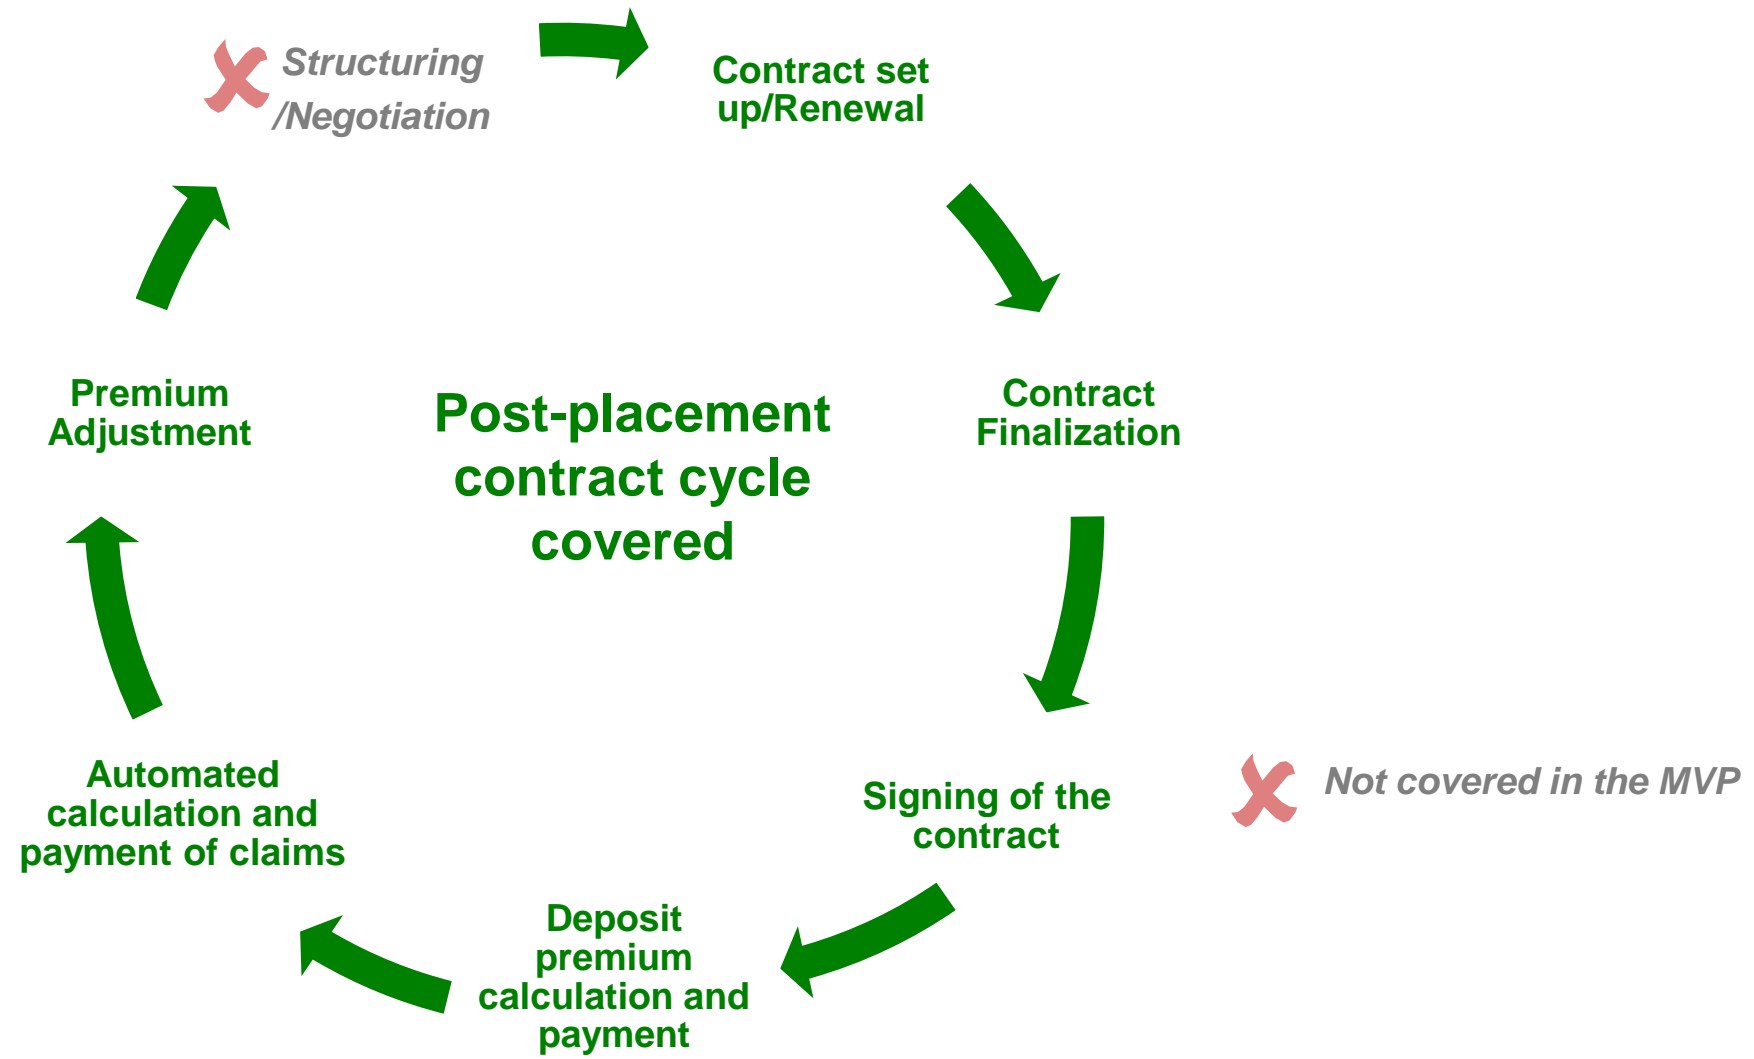 Structuring
/Negotiation
Contract set
up/Renewal
Contract
Finalization
Signing of the
contract
Deposit
premium
calculation and
payment
Automated
calculation and
payment of claims
Premium
Adjustment
Post-placement
contract cycle
covered
Not covered in the MVP